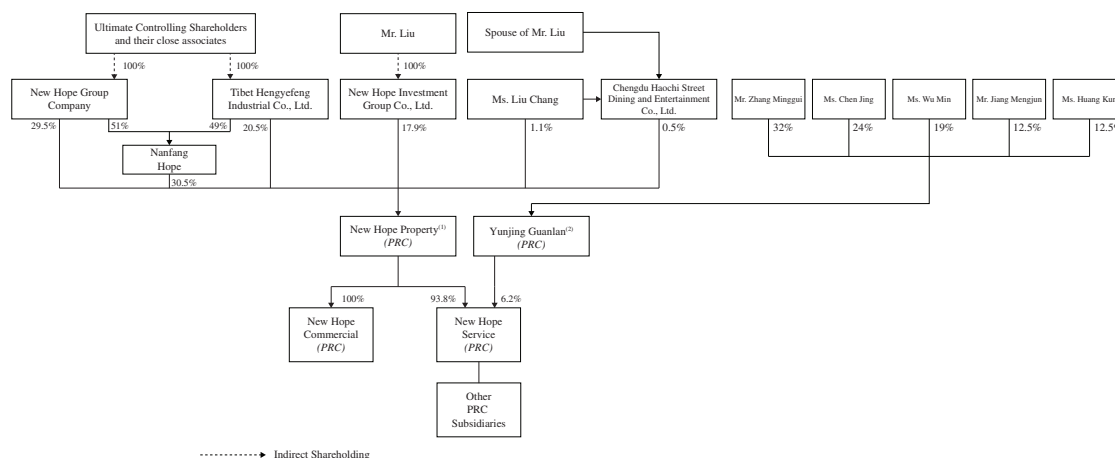 Ultimate Controlling Shareholders
and their close associates
Mr. Liu
Spouse of Mr. Liu
100%
100%
100%
New Hope Group
Company
Tibet Hengyefeng
Industrial Co., Ltd.
New Hope Investment
Group Co., Ltd.
Ms. Liu Chang
Chengdu Haochi Street
Dining and Entertainment
Co., Ltd.
Mr. Zhang Minggui
Ms. Chen Jing
Ms. Wu Min
Mr. Jiang Mengjun
Ms. Huang Kun
29.5%
51%
49%
20.5%
17.9%
1.1%
0.5%
32%
24%
19%
12.5%
12.5%
Nanfang
Hope
30.5%
New Hope Property(1)
(PRC)
Yunjing Guanlan(2)
(PRC)
100%
93.8%
6.2%
New Hope
Commercial
(PRC)
New Hope
Service
(PRC)
Other
PRC
Subsidiaries
Indirect Shareholding